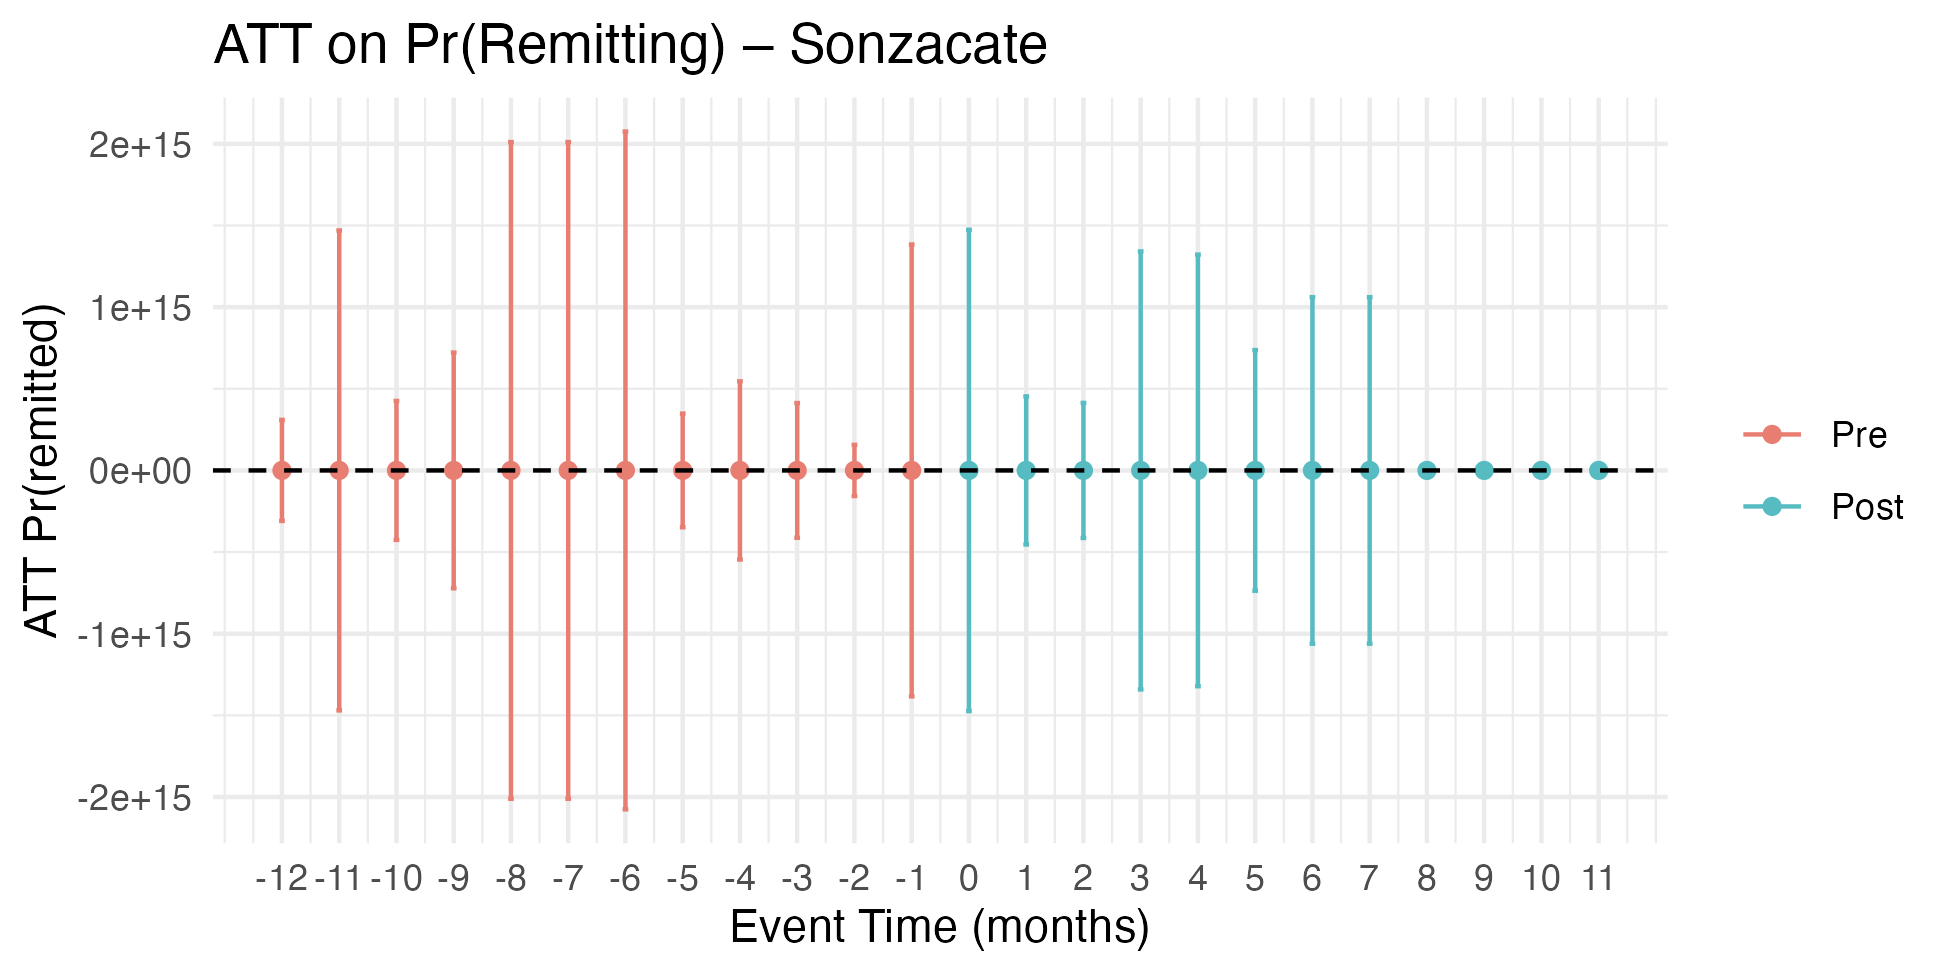 ATT on Pr(Remitting) – Sonzacate
ATT Pr(remitted)
2e+15
1e+15
0e+00
-1e+15
-2e+15
-12 -11 -10 -9 -8 -7 -6 -5 -4 -3 -2 -1 0 1 2 3 4 5 6 7 8 9 10 11
Event Time (months)
Pre
Post